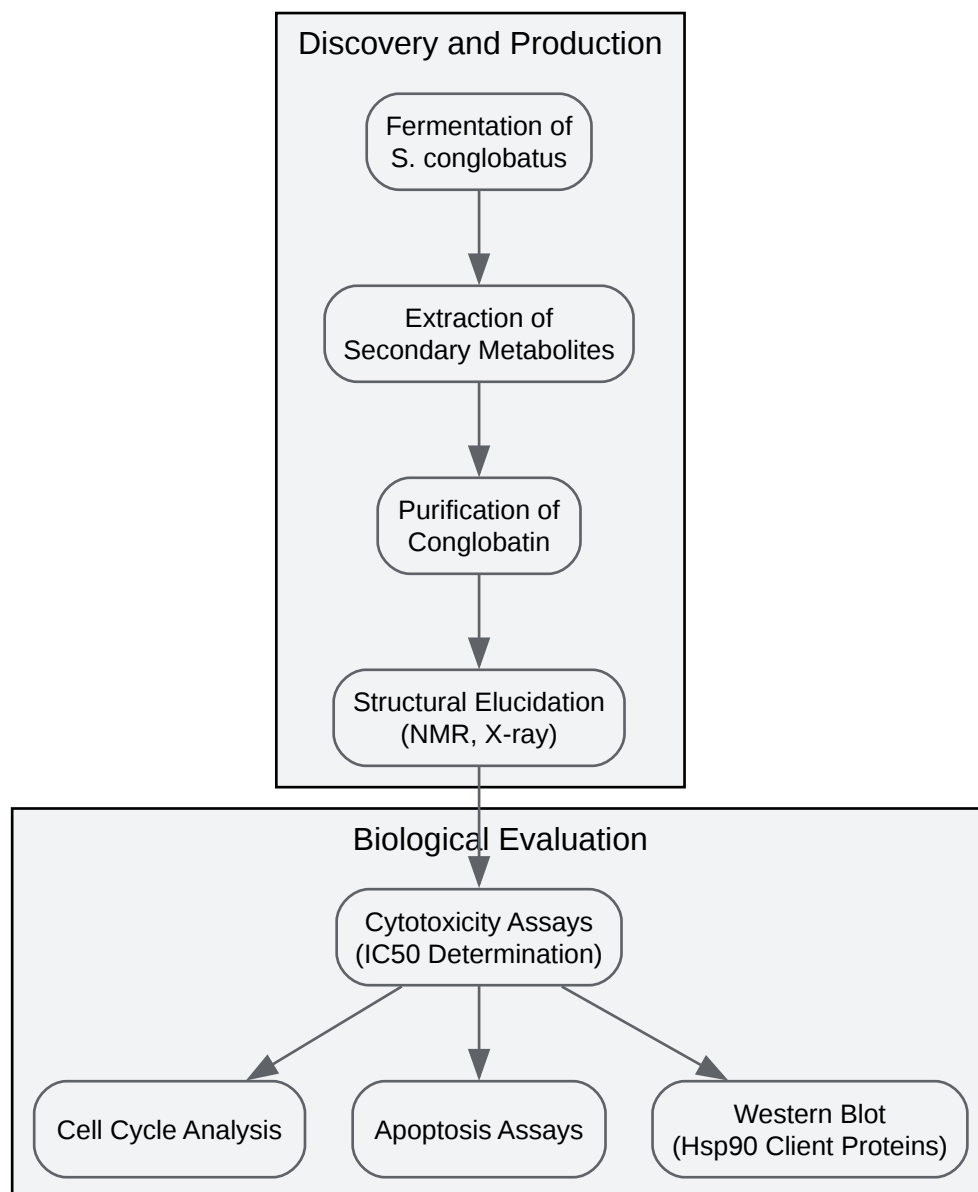 Discovery and Production
Fermentation of
S. conglobatus
Extraction of
Secondary Metabolites
Purification of
Conglobatin
Structural Elucidation
(NMR, X-ray)
Biological Evaluation
Cytotoxicity Assays
(IC50 Determination)
Cell Cycle Analysis
Apoptosis Assays
Western Blot
(Hsp90 Client Proteins)